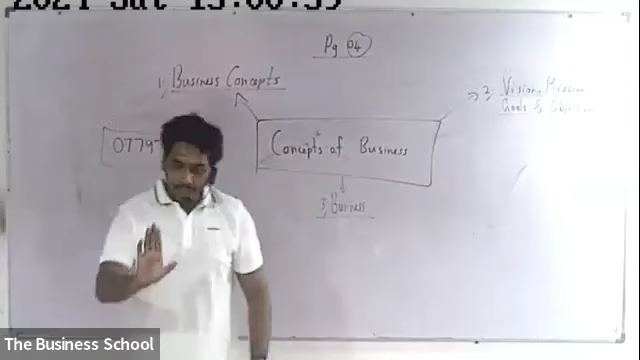 2021 Sat 13:00:39
Pg 04
1, Business Concepts
⇒ 2, Vision, Mission
Goals &
0779
Concepts of Business
3, Business
The Business School